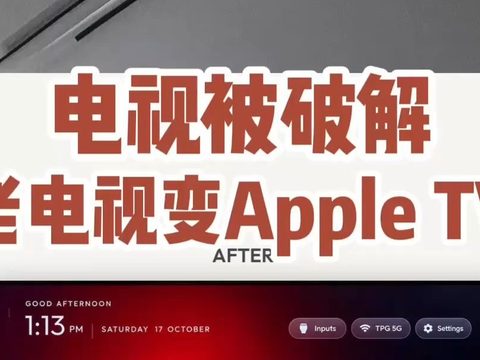 电视被破解
老电视变Apple TV
AFTER
GOOD AFTERNOON
1:13 PM
SATURDAY 17 OCTOBER
Inputs
TPG 5G
Settings